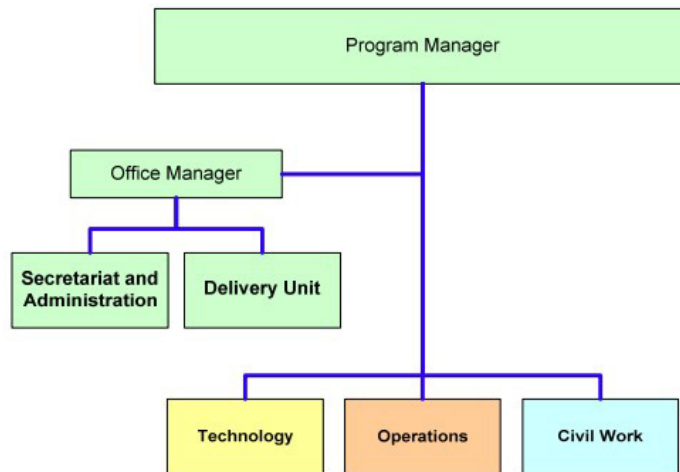 Program Manager
Office Manager
Secretariat and
Administration
Delivery Unit
Technology
Operations
Civil Work